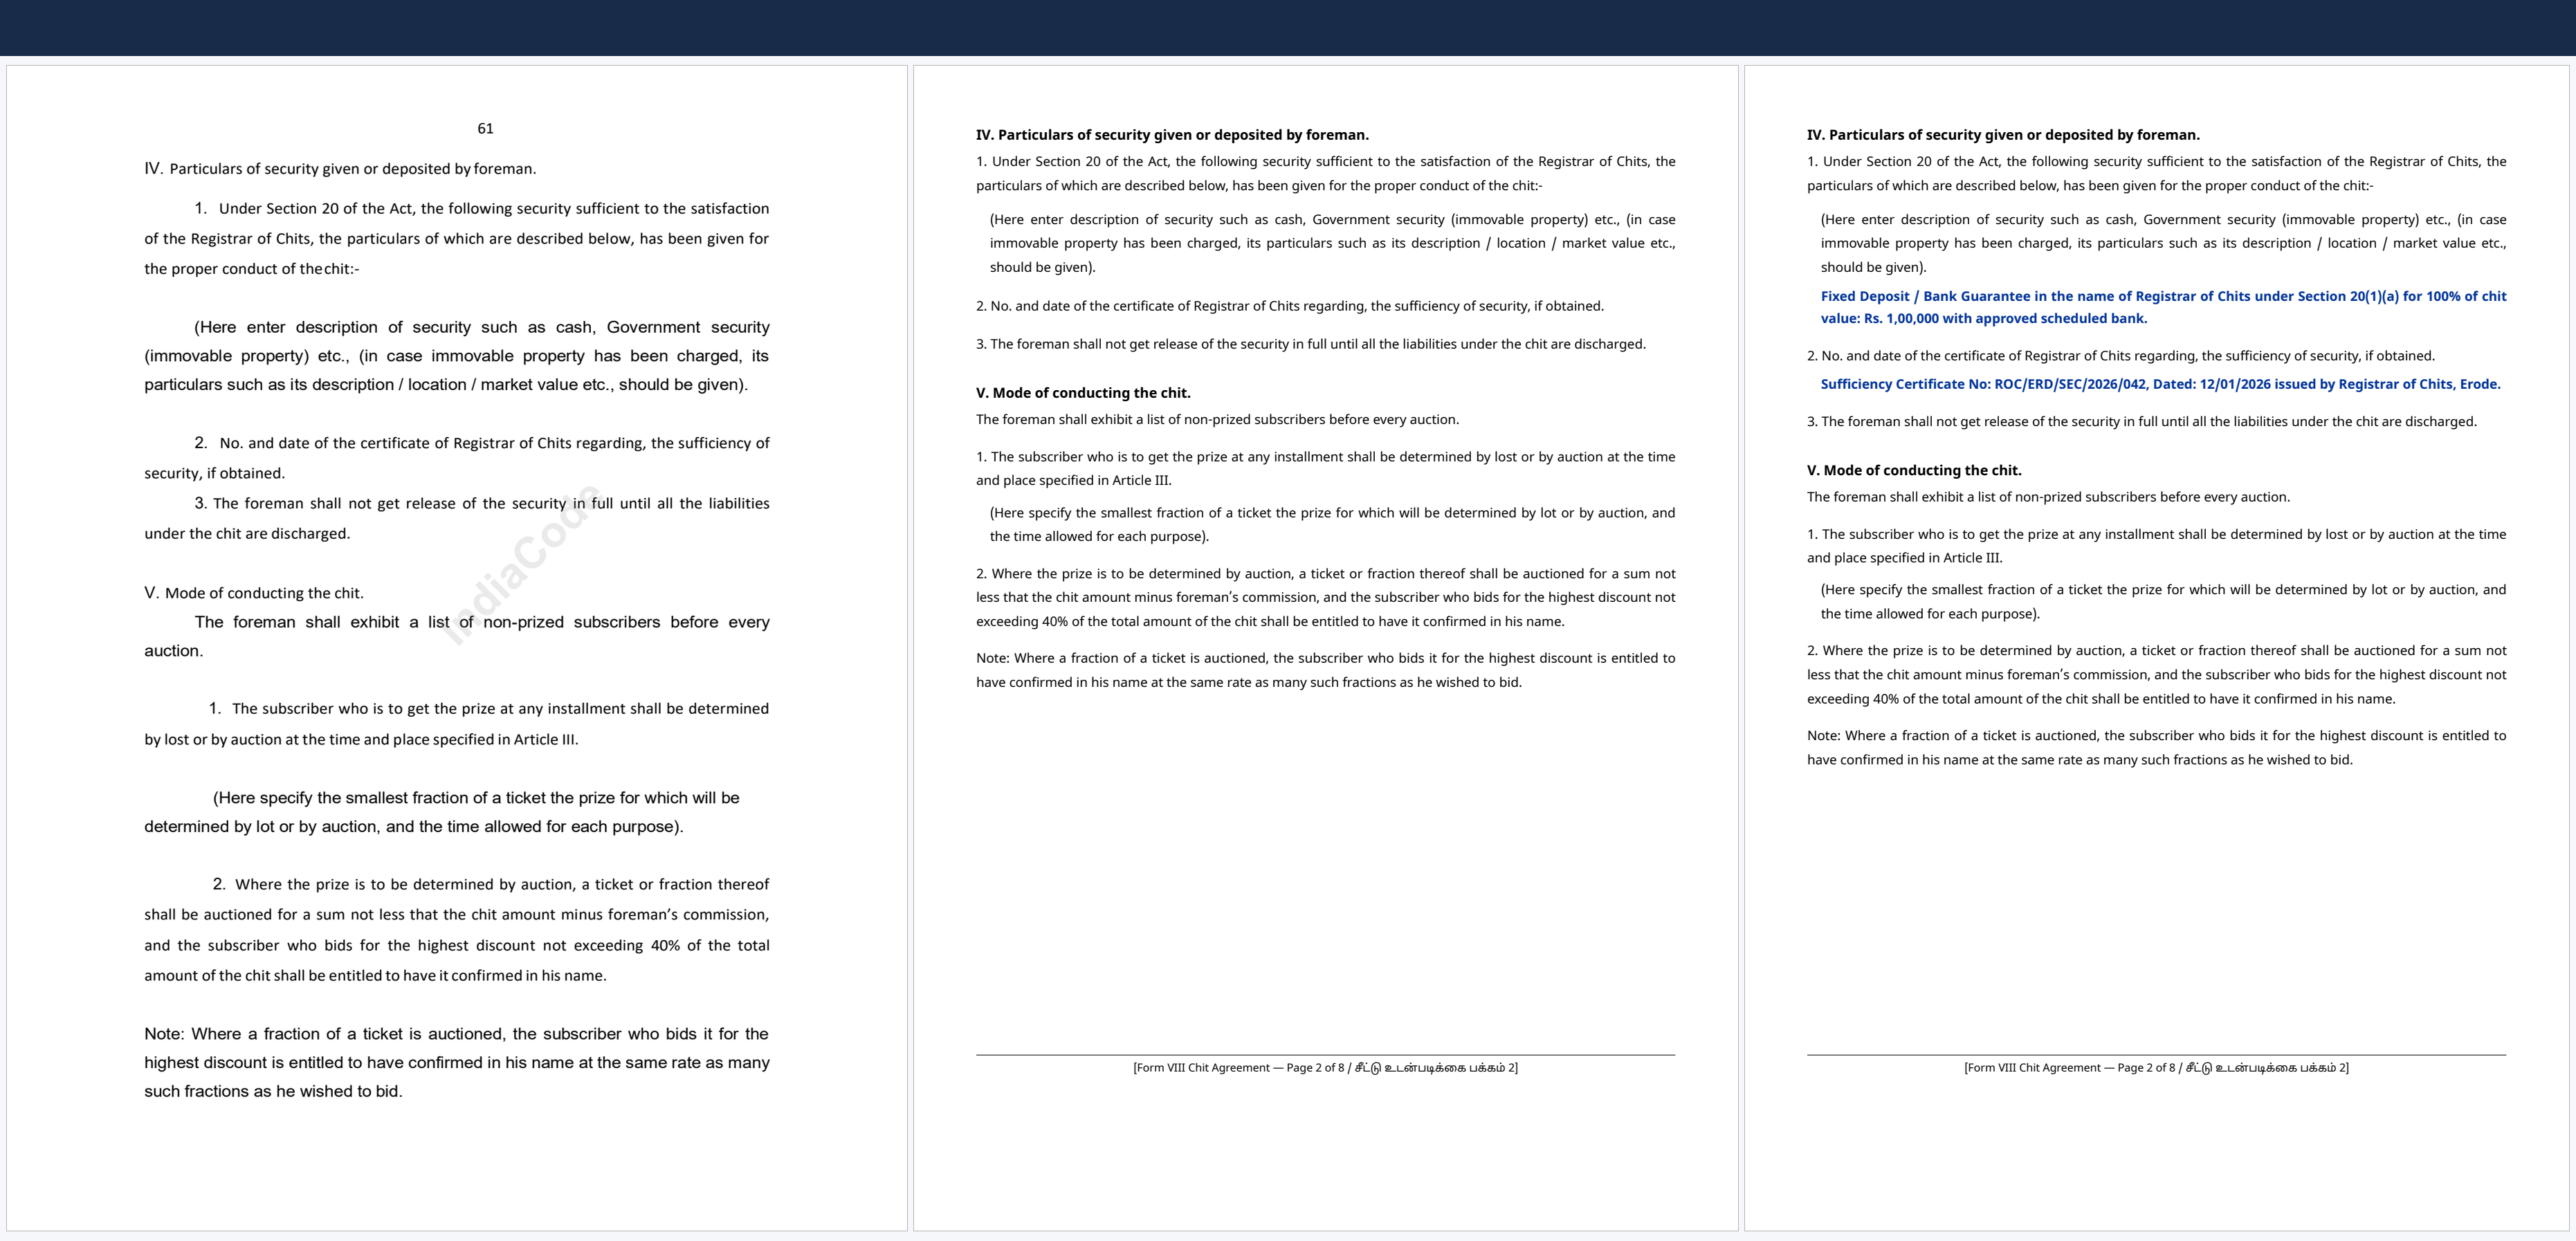 61
IV. Particulars of security given or deposited by foreman.
1. Under Section 20 of the Act, the following security sufficient to the satisfaction
of the Registrar of Chits, the particulars of which are described below, has been given for
the proper conduct of the chit:-
(Here enter description of security such as cash, Government security
(immovable property) etc., (in case immovable property has been charged, its
particulars such as its description / location / market value etc., should be given).
2. No. and date of the certificate of Registrar of Chits regarding, the sufficiency of
security, if obtained.
3. The foreman shall not get release of the security in full until all the liabilities
under the chit are discharged.
V. Mode of conducting the chit.
The foreman shall exhibit a list of non-prized subscribers before every
auction.
1. The subscriber who is to get the prize at any installment shall be determined
by lost or by auction at the time and place specified in Article III.
(Here specify the smallest fraction of a ticket the prize for which will be
determined by lot or by auction, and the time allowed for each purpose).
2. Where the prize is to be determined by auction, a ticket or fraction thereof
shall be auctioned for a sum not less that the chit amount minus foreman’s commission,
and the subscriber who bids for the highest discount not exceeding 40% of the total
amount of the chit shall be entitled to have it confirmed in his name.
Note: Where a fraction of a ticket is auctioned, the subscriber who bids it for the
highest discount is entitled to have confirmed in his name at the same rate as many
such fractions as he wished to bid.
IndiaCode
IV. Particulars of security given or deposited by foreman.
1. Under Section 20 of the Act, the following security sufficient to the satisfaction of the Registrar of Chits, the
particulars of which are described below, has been given for the proper conduct of the chit:-
(Here enter description of security such as cash, Government security (immovable property) etc., (in case
immovable property has been charged, its particulars such as its description / location / market value etc.,
should be given).
2. No. and date of the certificate of Registrar of Chits regarding, the sufficiency of security, if obtained.
3. The foreman shall not get release of the security in full until all the liabilities under the chit are discharged.
V. Mode of conducting the chit.
The foreman shall exhibit a list of non-prized subscribers before every auction.
1. The subscriber who is to get the prize at any installment shall be determined by lost or by auction at the time
and place specified in Article III.
(Here specify the smallest fraction of a ticket the prize for which will be determined by lot or by auction, and
the time allowed for each purpose).
2. Where the prize is to be determined by auction, a ticket or fraction thereof shall be auctioned for a sum not
less that the chit amount minus foreman’s commission, and the subscriber who bids for the highest discount not
exceeding 40% of the total amount of the chit shall be entitled to have it confirmed in his name.
Note: Where a fraction of a ticket is auctioned, the subscriber who bids it for the highest discount is entitled to
have confirmed in his name at the same rate as many such fractions as he wished to bid.
[Form VIII Chit Agreement — Page 2 of 8 / சீட்டு உடன்படிக்கை பக்கம் 2]
IV. Particulars of security given or deposited by foreman.
1. Under Section 20 of the Act, the following security sufficient to the satisfaction of the Registrar of Chits, the
particulars of which are described below, has been given for the proper conduct of the chit:-
(Here enter description of security such as cash, Government security (immovable property) etc., (in case
immovable property has been charged, its particulars such as its description / location / market value etc.,
should be given).
Fixed Deposit / Bank Guarantee in the name of Registrar of Chits under Section 20(1)(a) for 100% of chit
value: Rs. 1,00,000 with approved scheduled bank.
2. No. and date of the certificate of Registrar of Chits regarding, the sufficiency of security, if obtained.
Sufficiency Certificate No: ROC/ERD/SEC/2026/042, Dated: 12/01/2026 issued by Registrar of Chits, Erode.
3. The foreman shall not get release of the security in full until all the liabilities under the chit are discharged.
V. Mode of conducting the chit.
The foreman shall exhibit a list of non-prized subscribers before every auction.
1. The subscriber who is to get the prize at any installment shall be determined by lost or by auction at the time
and place specified in Article III.
(Here specify the smallest fraction of a ticket the prize for which will be determined by lot or by auction, and
the time allowed for each purpose).
2. Where the prize is to be determined by auction, a ticket or fraction thereof shall be auctioned for a sum not
less that the chit amount minus foreman’s commission, and the subscriber who bids for the highest discount not
exceeding 40% of the total amount of the chit shall be entitled to have it confirmed in his name.
Note: Where a fraction of a ticket is auctioned, the subscriber who bids it for the highest discount is entitled to
have confirmed in his name at the same rate as many such fractions as he wished to bid.
[Form VIII Chit Agreement — Page 2 of 8 / சீட்டு உடன்படிக்கை பக்கம் 2]